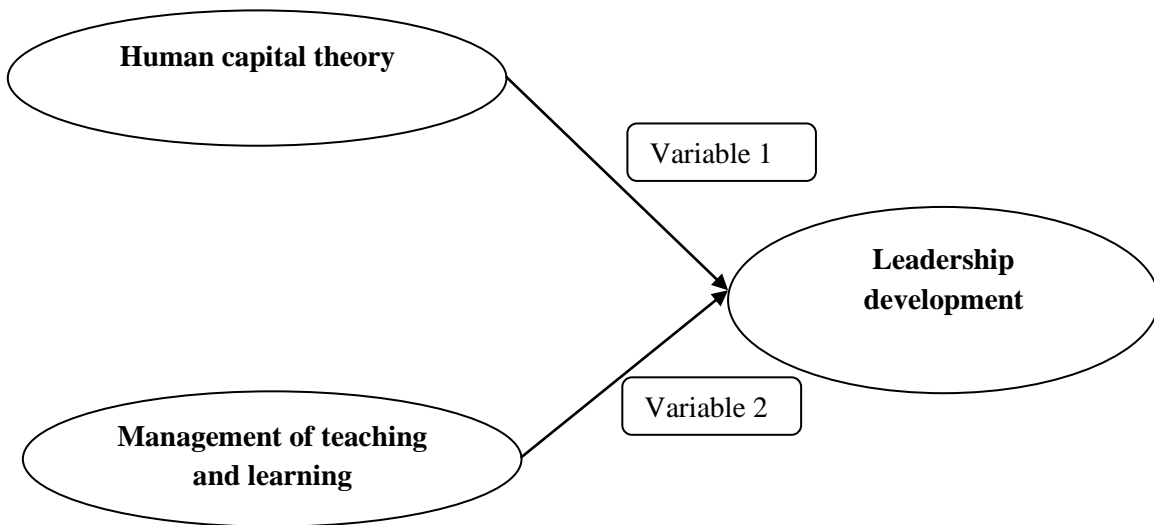 Human capital theory
Variable 1
Leadership
development
Variable 2
Management of teaching
and learning